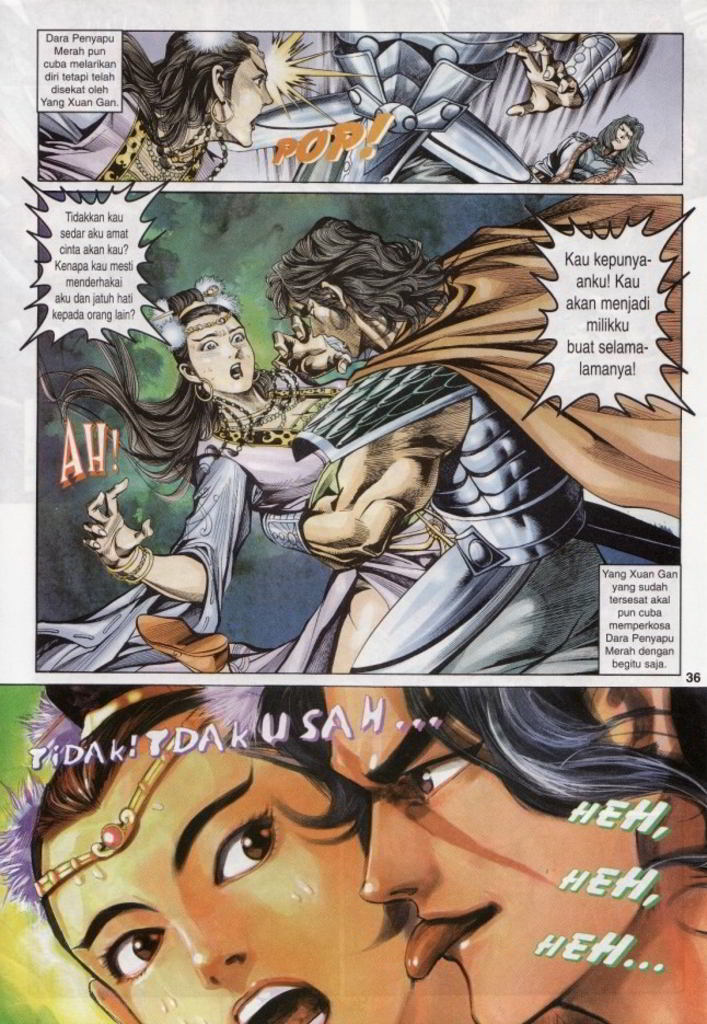 Dara Penyapu
Merah pun
cuba melarikan
diri tetapi telah
disekat oleh
Yang Xuan Gan.
POP!
Tidakkan kau
sedar aku amat
cinta akan kau?
Kenapa kau mesti
menderhakai
aku dan jatuh hati
kepada orang lain?
Kau kepunya-
anku! Kau
akan menjadi
milikku
buat selama-
lamanya!
AH!
Yang Xuan Gan
yang sudah
tersesat akal
pun cuba
memperkosa
Dara Penyapu
Merah dengan
begitu saja.
36
TIDAK! TDAK USAH...
HEH,
HEH,
HEH...